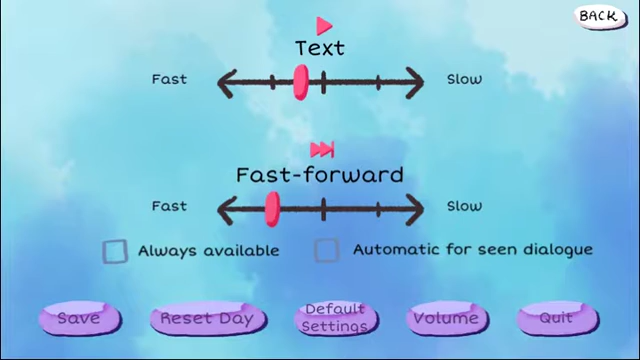 BACK
Text
Fast
Slow
Fast-forward
Fast
Slow
Always available
Automatic for seen dialogue
Save
Reset Day
Default
Settings
Volume
Quit